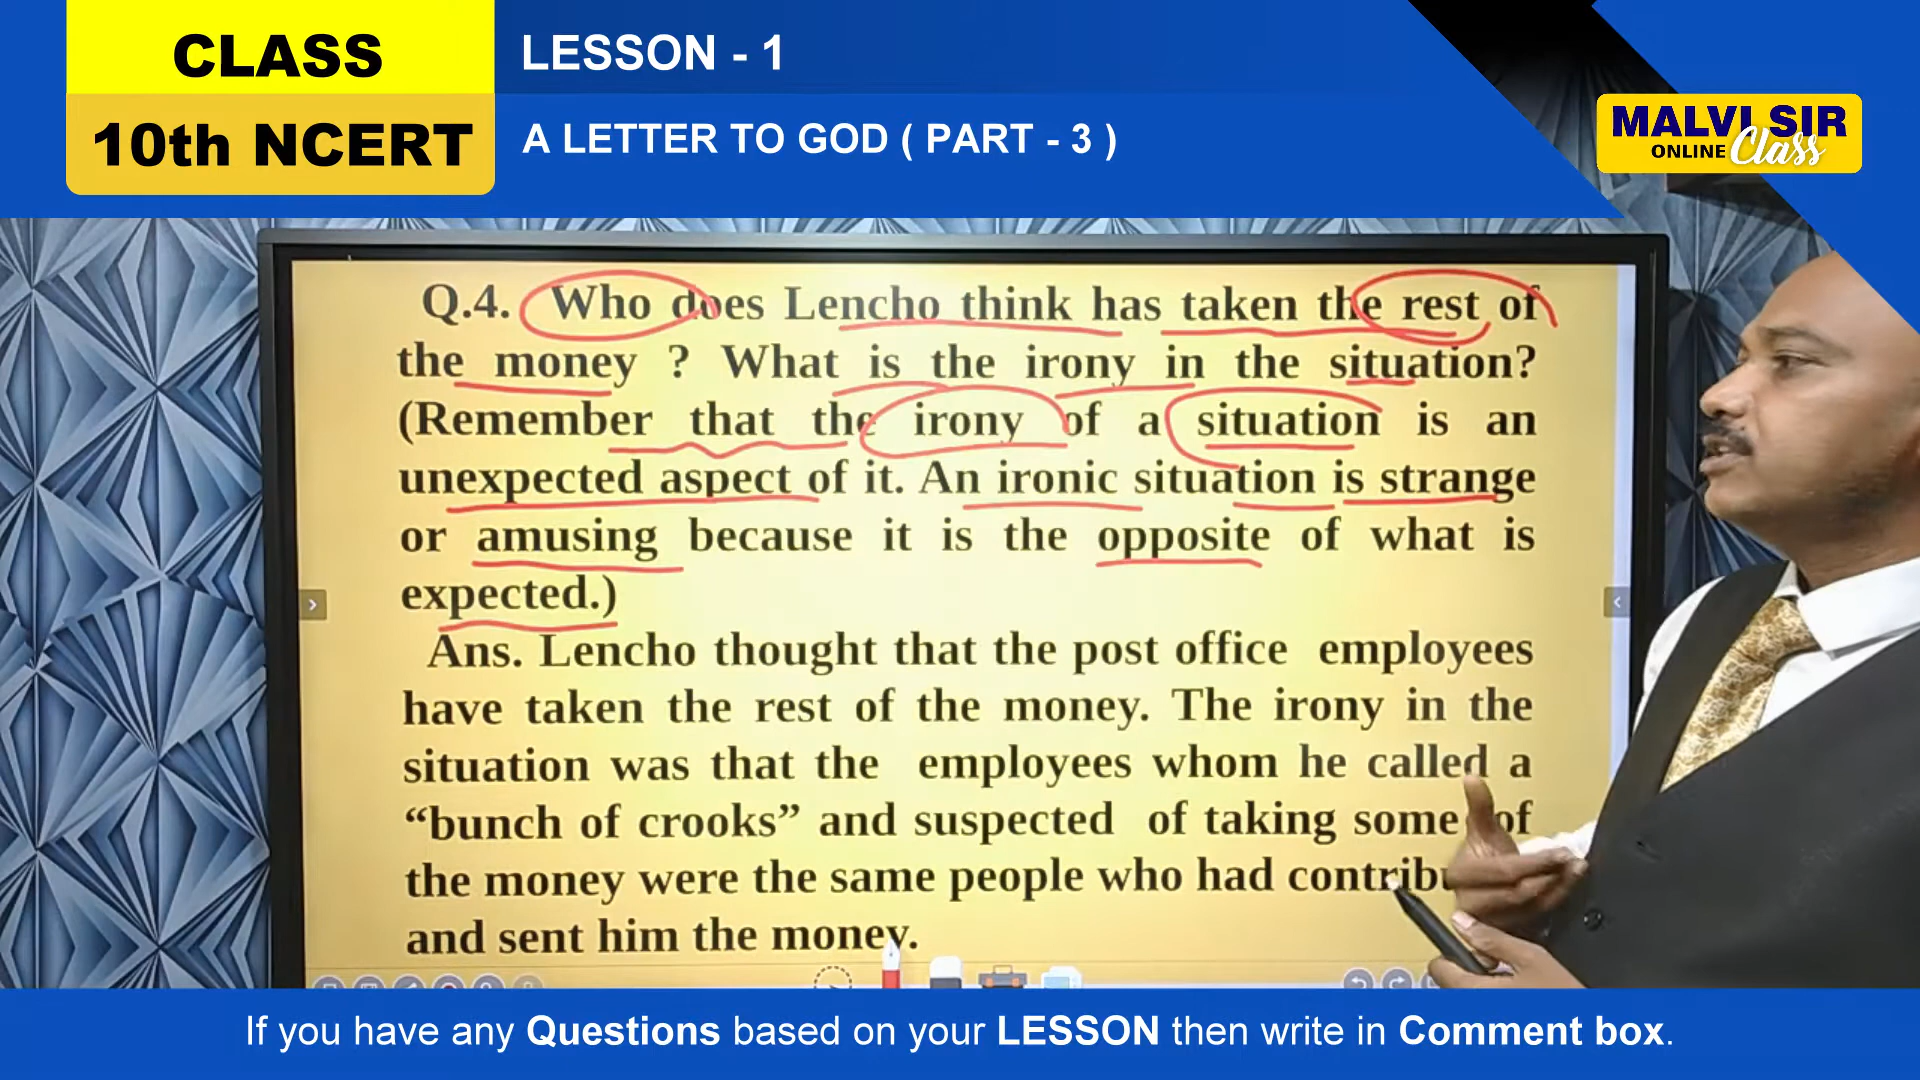 CLASS
10th NCERT
LESSON - 1
A LETTER TO GOD ( PART - 3 )
MALVI SIR
ONLINE Class
Q.4. Who does Lencho think has taken the rest of
the money ? What is the irony in the situation?
(Remember that the irony of a situation is an
unexpected aspect of it. An ironic situation is strange
or amusing because it is the opposite of what is
expected.)
Ans. Lencho thought that the post office employees
have taken the rest of the money. The irony in the
situation was that the employees whom he called a
“bunch of crooks” and suspected of taking some of
the money were the same people who had
and sent him the money.
If you have any Questions based on your LESSON then write in Comment box.